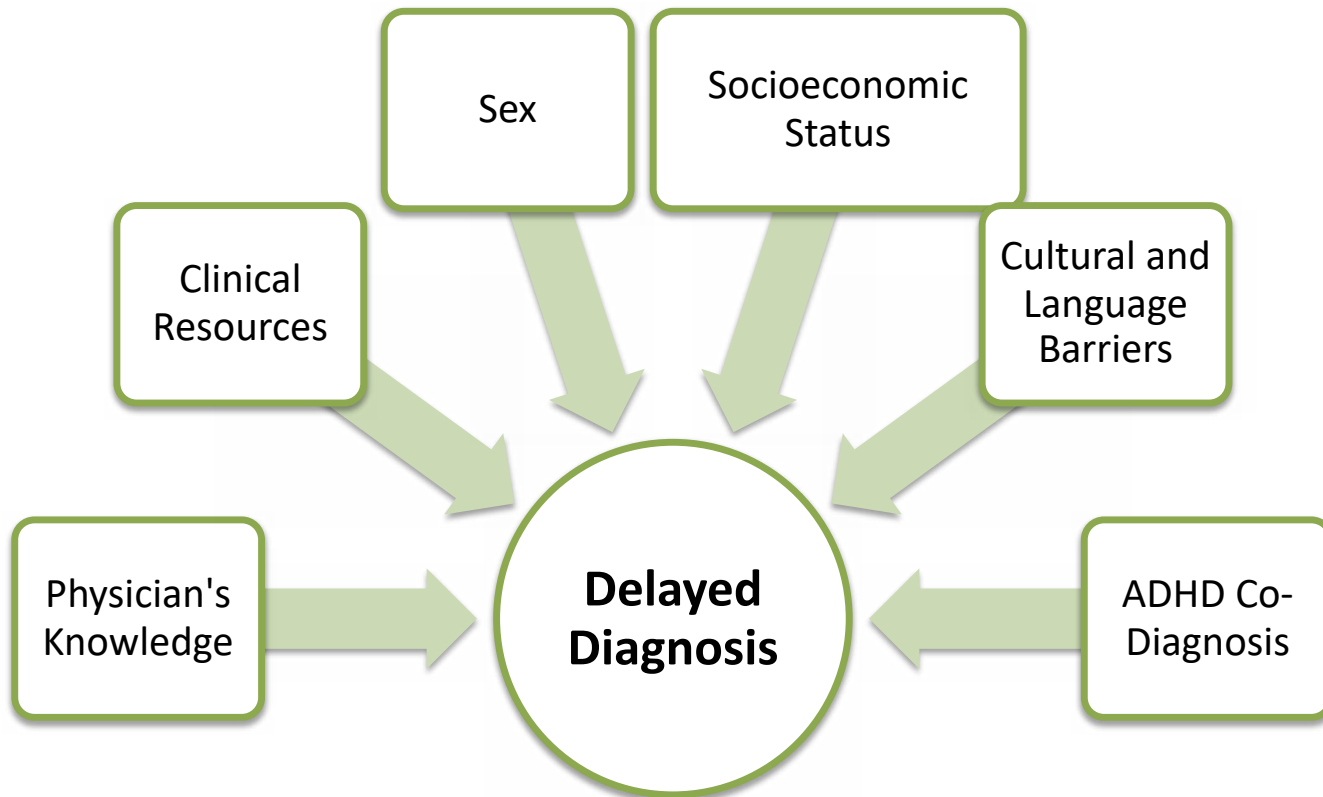 Sex
Socioeconomic
Status
Clinical
Resources
Cultural and
Language
Barriers
Physician's
Knowledge
Delayed
Diagnosis
ADHD Co-
Diagnosis